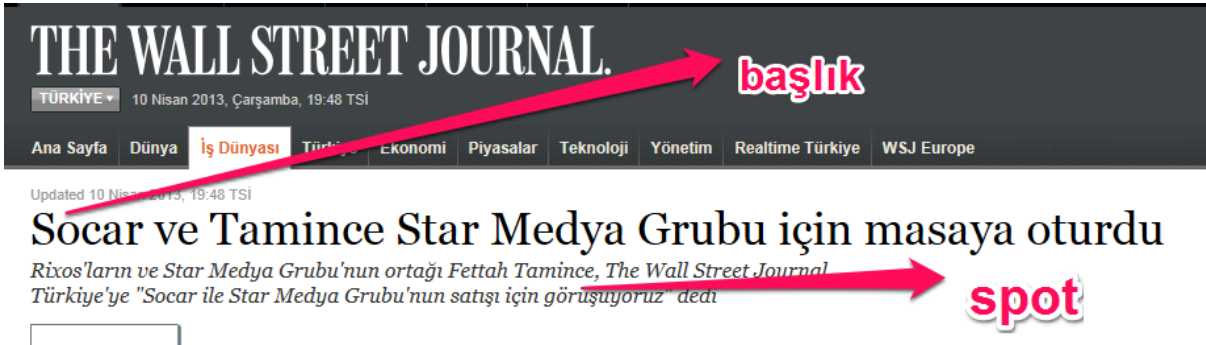 THE WALL STREET JOURNAL.
başlık
TÜRKİYE 10 Nisan 2013, Çarşamba, 19:48 TSİ
Ana Sayfa Dünya İş Dünyası Türkiye Ekonomi Piyasalar Teknoloji Yönetim Realtime Türkiye WSJ Europe
Updated 10 Nisan 2013, 19:48 TSİ
Socar ve Tamince Star Medya Grubu için masaya oturdu
Rixos'ların ve Star Medya Grubu'nun ortağı Fettah Tamince, The Wall Street Journal
Türkiye'ye "Socar ile Star Medya Grubu'nun satışı için görüşüyoruz" dedi
spot